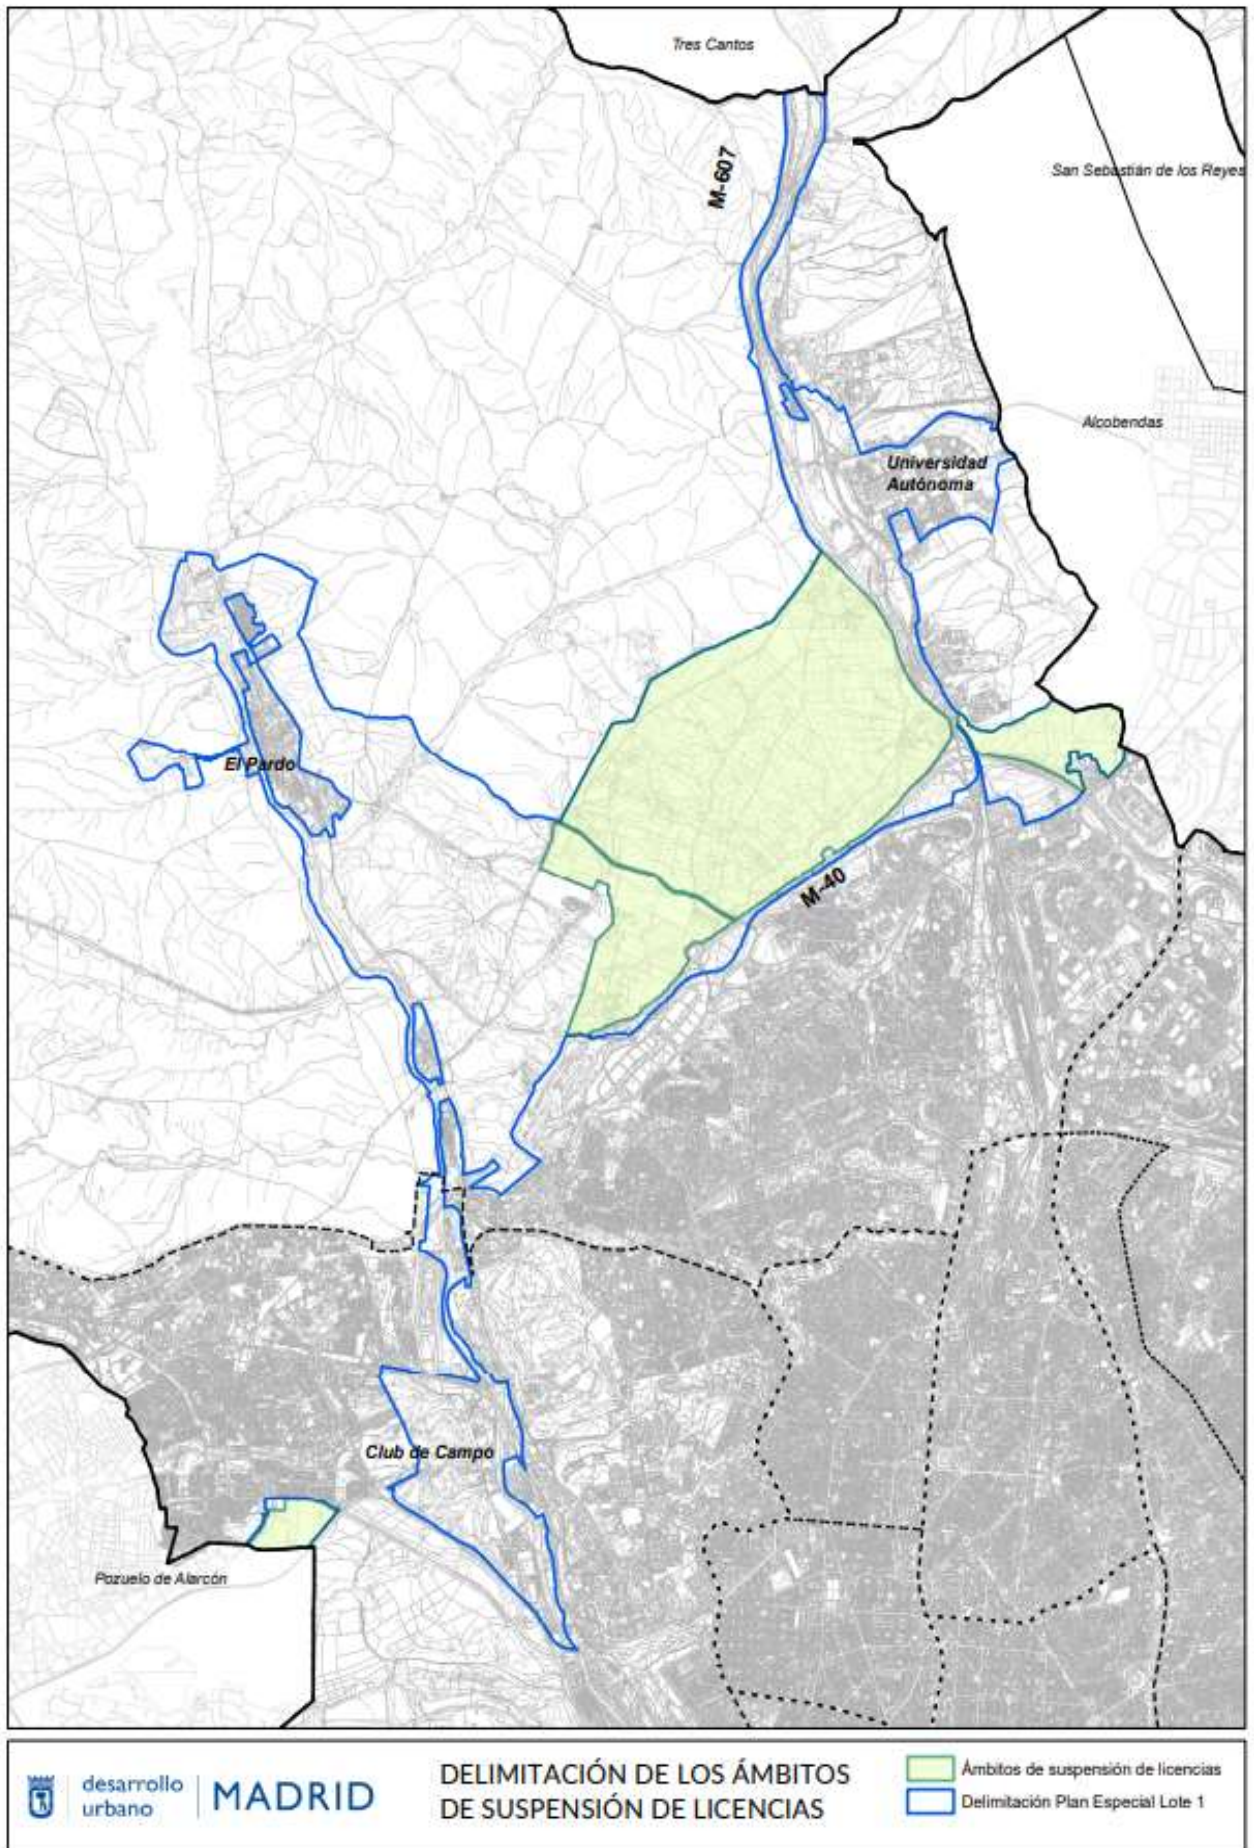 Tres Cantos
M-607
San Sebastián de los Reyes
Alcobendas
Universidad
Autónoma
El Pardo
M-40
Club de Campo
Pozuelo de Alarcón
desarrollo
urbano
MADRID
DELIMITACIÓN DE LOS ÁMBITOS
DE SUSPENSIÓN DE LICENCIAS
Ámbitos de suspensión de licencias
Delimitación Plan Especial Lote 1